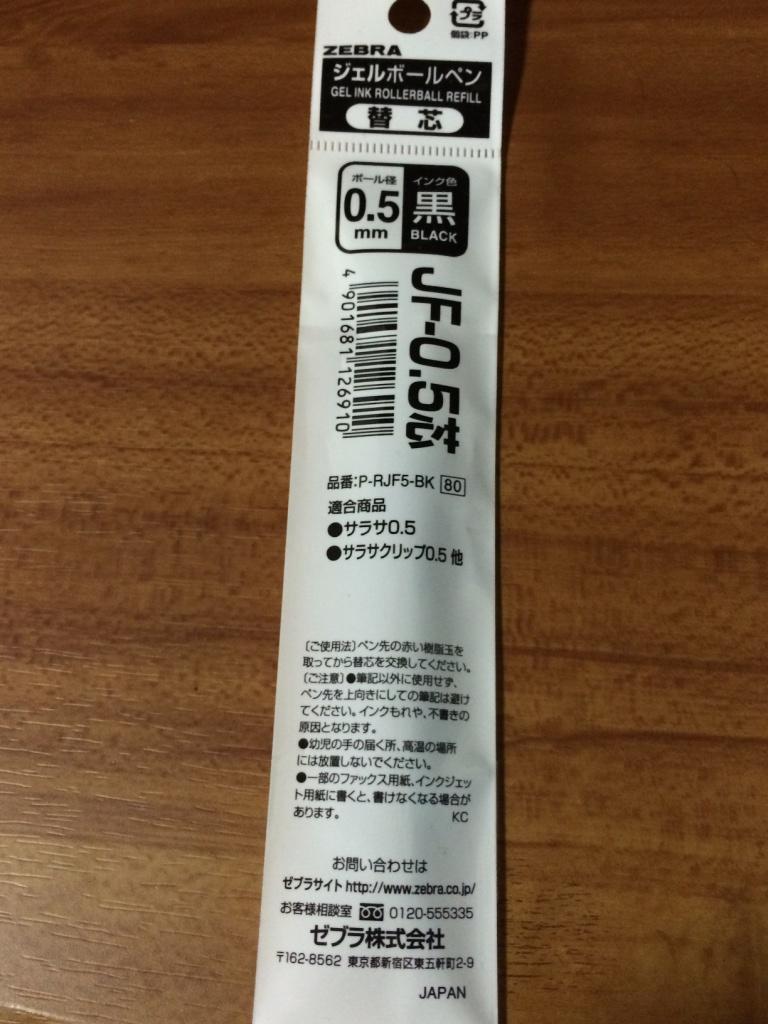 プラ
個袋:PP
ZEBRA
ジェルボールペン
GEL INK ROLLERBALL REFILL
替 芯
ボール径
0.5
mm
インク色
黒
BLACK
JF-0.5芯
4 901681 126910
品番:P-RJF5-BK 80
適合商品
●サラサ0.5
●サラサクリップ0.5 他
〔ご使用法〕ペン先の赤い樹脂玉を
取ってから替芯を交換してください。
〔ご注意〕●筆記以外に使用せず、
ペン先を上向きにしての筆記は避け
てください。インクもれや、不書きの
原因となります。
●幼児の手の届く所、高温の場所
には放置しないでください。
●一部のファックス用紙、インクジェッ
ト用紙に書くと、書けなくなる場合が
あります。 KC
お問い合わせは
ゼブラサイト http://www.zebra.co.jp/
お客様相談室 0120-555335
ゼブラ株式会社
〒162-8562 東京都新宿区東五軒町2-9
JAPAN